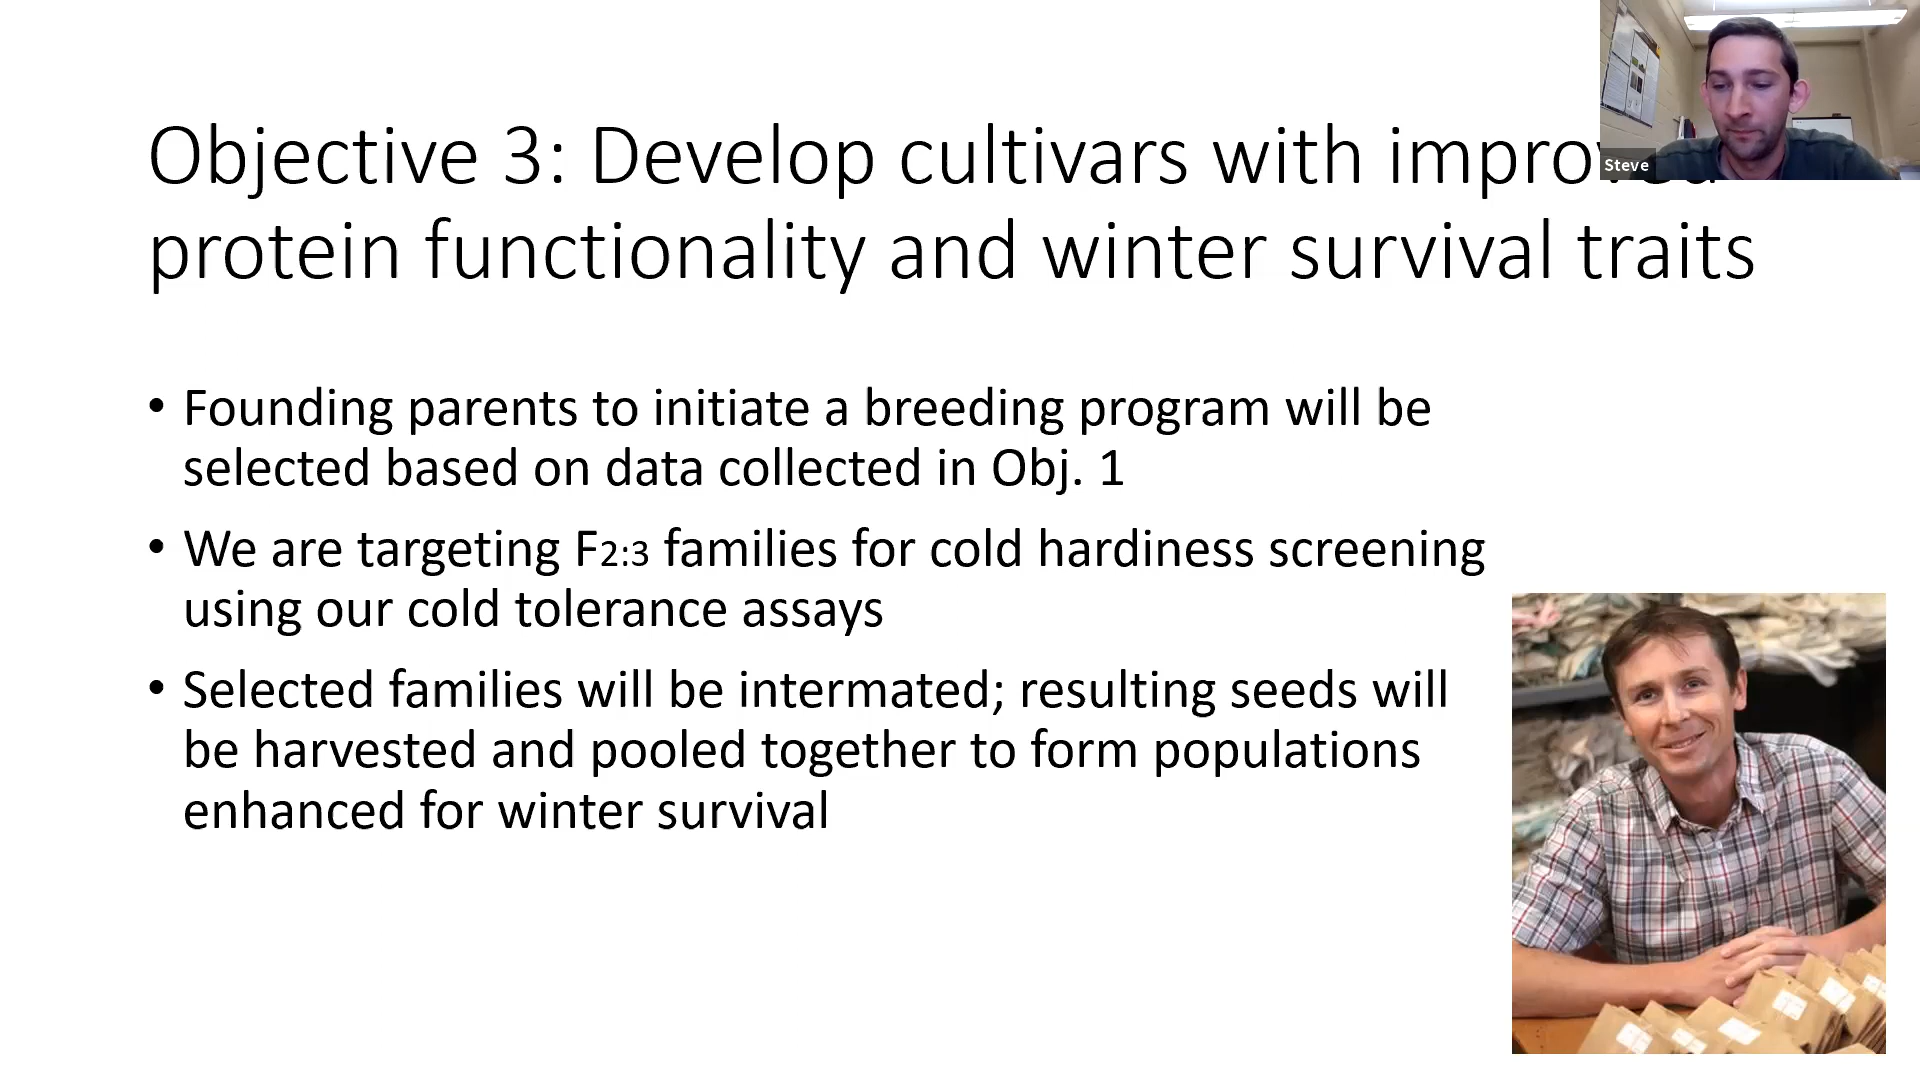 Objective 3: Develop cultivars with improved
protein functionality and winter survival traits
Steve
• Founding parents to initiate a breeding program will be
selected based on data collected in Obj. 1
• We are targeting F2:3 families for cold hardiness screening
using our cold tolerance assays
• Selected families will be intermated; resulting seeds will
be harvested and pooled together to form populations
enhanced for winter survival